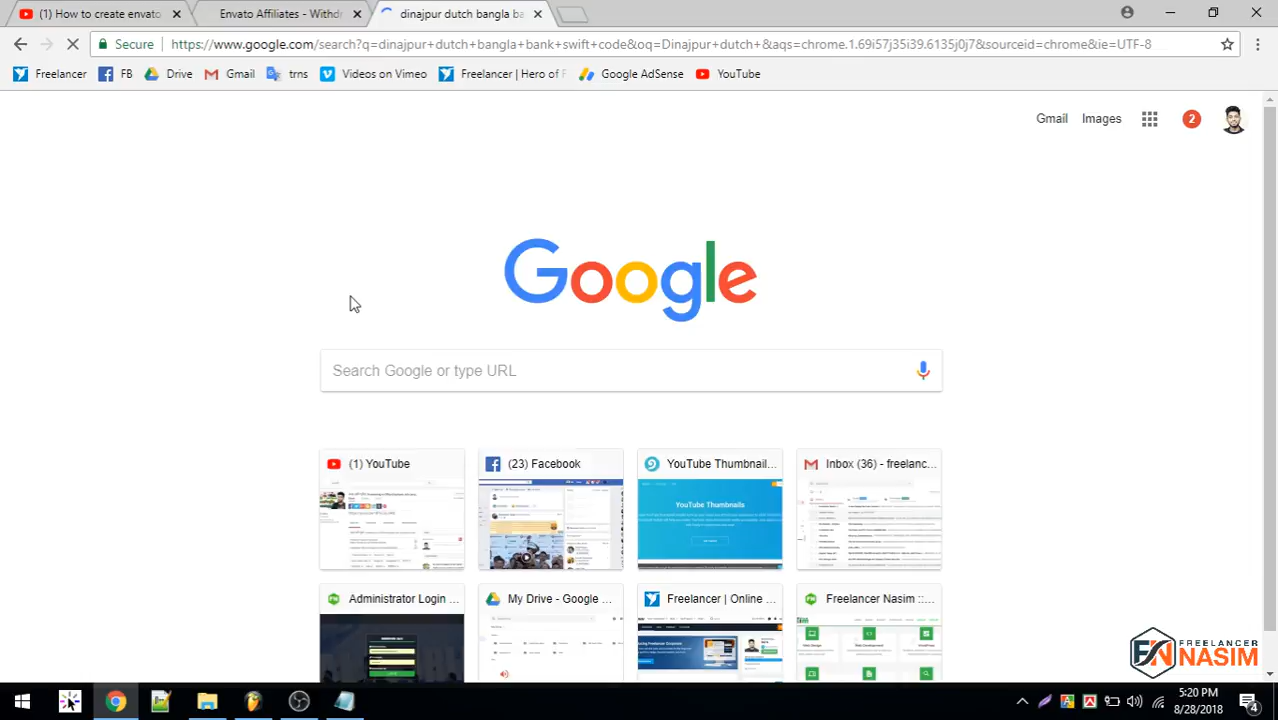 (1) How to create envato
Envato Affiliates - Withd
dinajpur dutch bangla ba
Secure
https://www.google.com/search?q=dinajpur+dutch+bangla+bank+swift+code&oq=Dinajpur+dutch+&aqs=chrome.1.69i57j35i39.6135j0j7&sourceid=chrome&ie=UTF-8
Freelancer
FB
Drive
Gmail
trns
Videos on Vimeo
Freelancer | Hero of F
Google AdSense
YouTube
Gmail
Images
2
Google
Search Google or type URL
(1) YouTube
(23) Facebook
YouTube Thumbnail...
Inbox (36) - freelanc...
YouTube Thumbnails
Administrator Login ...
My Drive - Google ...
Freelancer | Online ...
Freelancer Nasim ::...
FREELANCER
NASIM
5:20 PM
8/28/2018
4